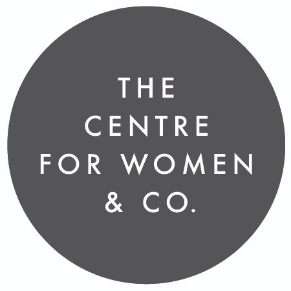 THE
CENTRE
FOR WOMEN
& CO.